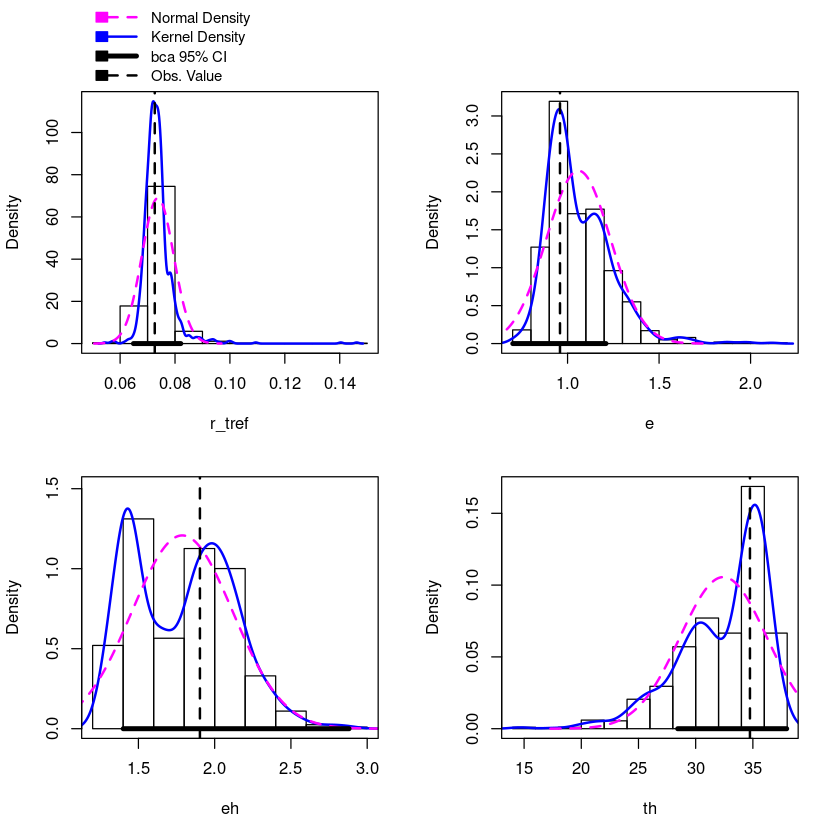 Normal Density
Kernel Density
bca 95% CI
Obs. Value
Density
0 20 40 60 80 100
0.06 0.08 0.10 0.12 0.14
r_tref
Density
0.0 0.5 1.0 1.5 2.0 2.5 3.0
1.0 1.5 2.0
e
Density
0.0 0.5 1.0 1.5
1.5 2.0 2.5 3.0
eh
Density
0.00 0.05 0.10 0.15
15 20 25 30 35
th